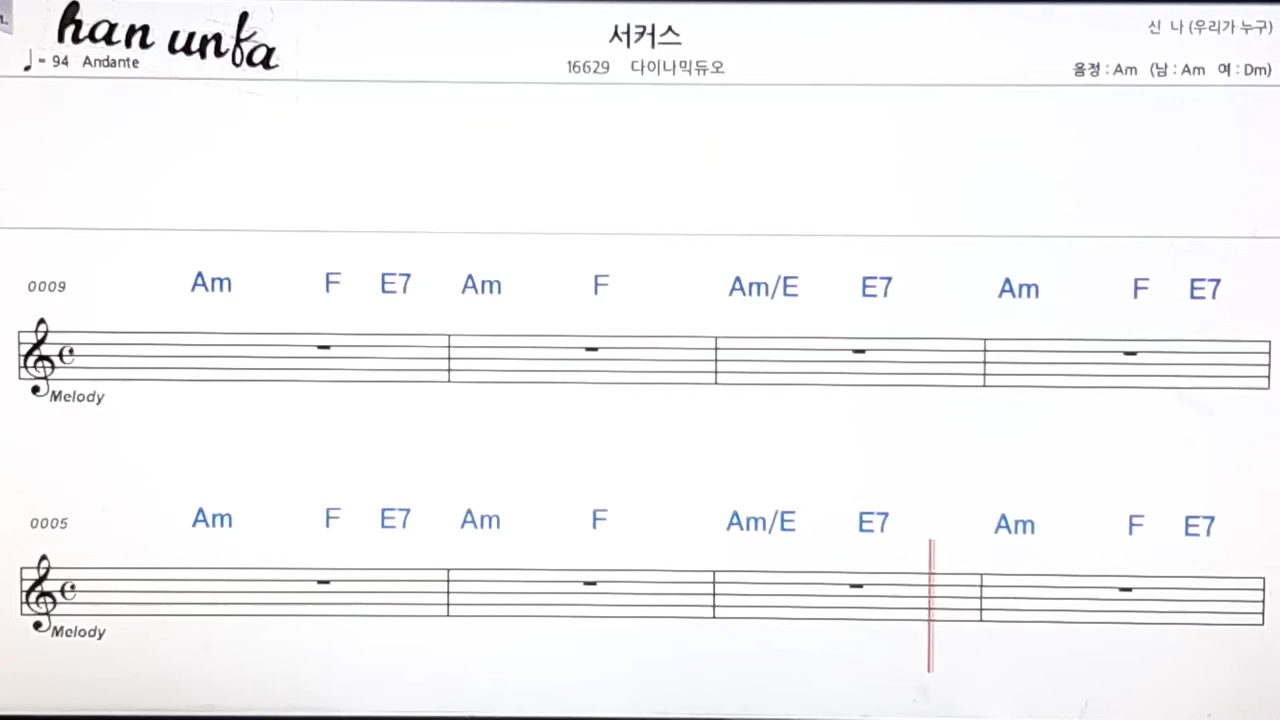 han unfa
서커스
신 나 (우리가 누구)
♩= 94 Andante
16629 다이나믹듀오
음정 : Am (남 : Am 여 : Dm)
0009 Am F E7 Am F Am/E E7 Am F E7
Melody
0005 Am F E7 Am F Am/E E7 Am F E7
Melody